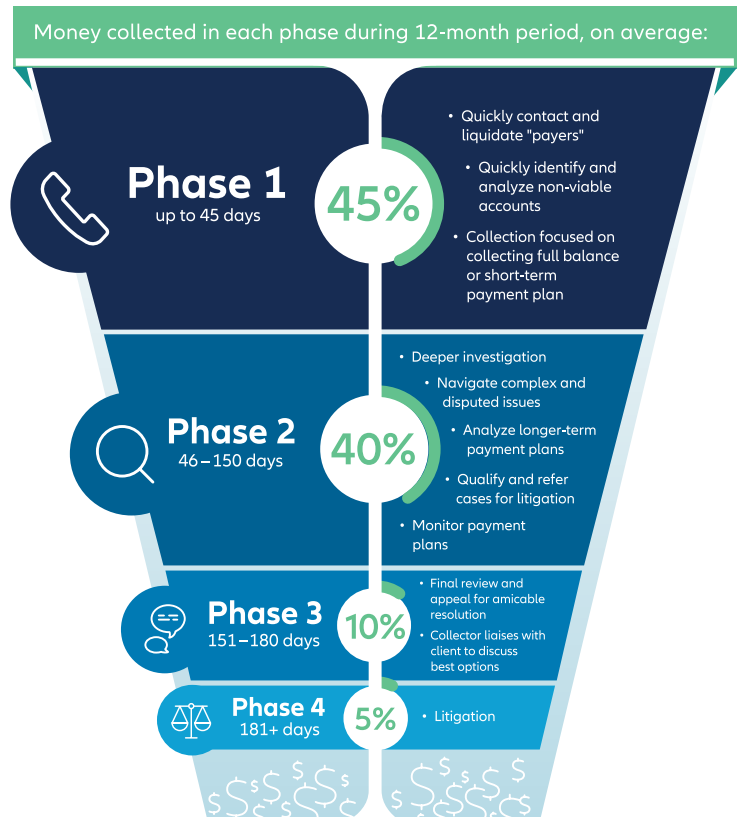 Money collected in each phase during 12-month period, on average:
Phase 1
up to 45 days
45%
• Quickly contact and
liquidate "payers"
• Quickly identify and
analyze non-viable
accounts
• Collection focused on
collecting full balance
or short-term
payment plan
Phase 2
46–150 days
40%
• Deeper investigation
• Navigate complex and
disputed issues
• Analyze longer-term
payment plans
• Qualify and refer
cases for litigation
• Monitor payment
plans
Phase 3
151–180 days
10%
• Final review and
appeal for amicable
resolution
• Collector liaises with
client to discuss
best options
Phase 4
181+ days
5%
• Litigation